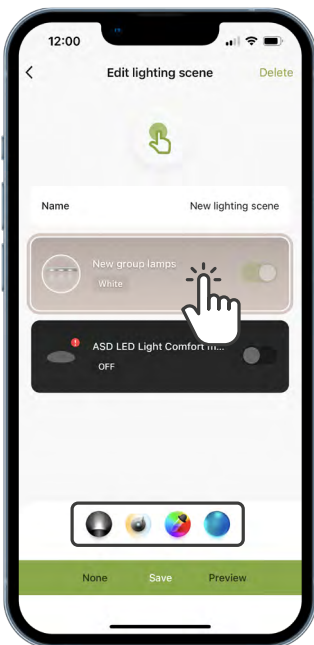 12:00
Edit lighting scene Delete
Name New lighting scene
New group lamps
White
ASD LED Light Comfort m...
OFF
None Save Preview